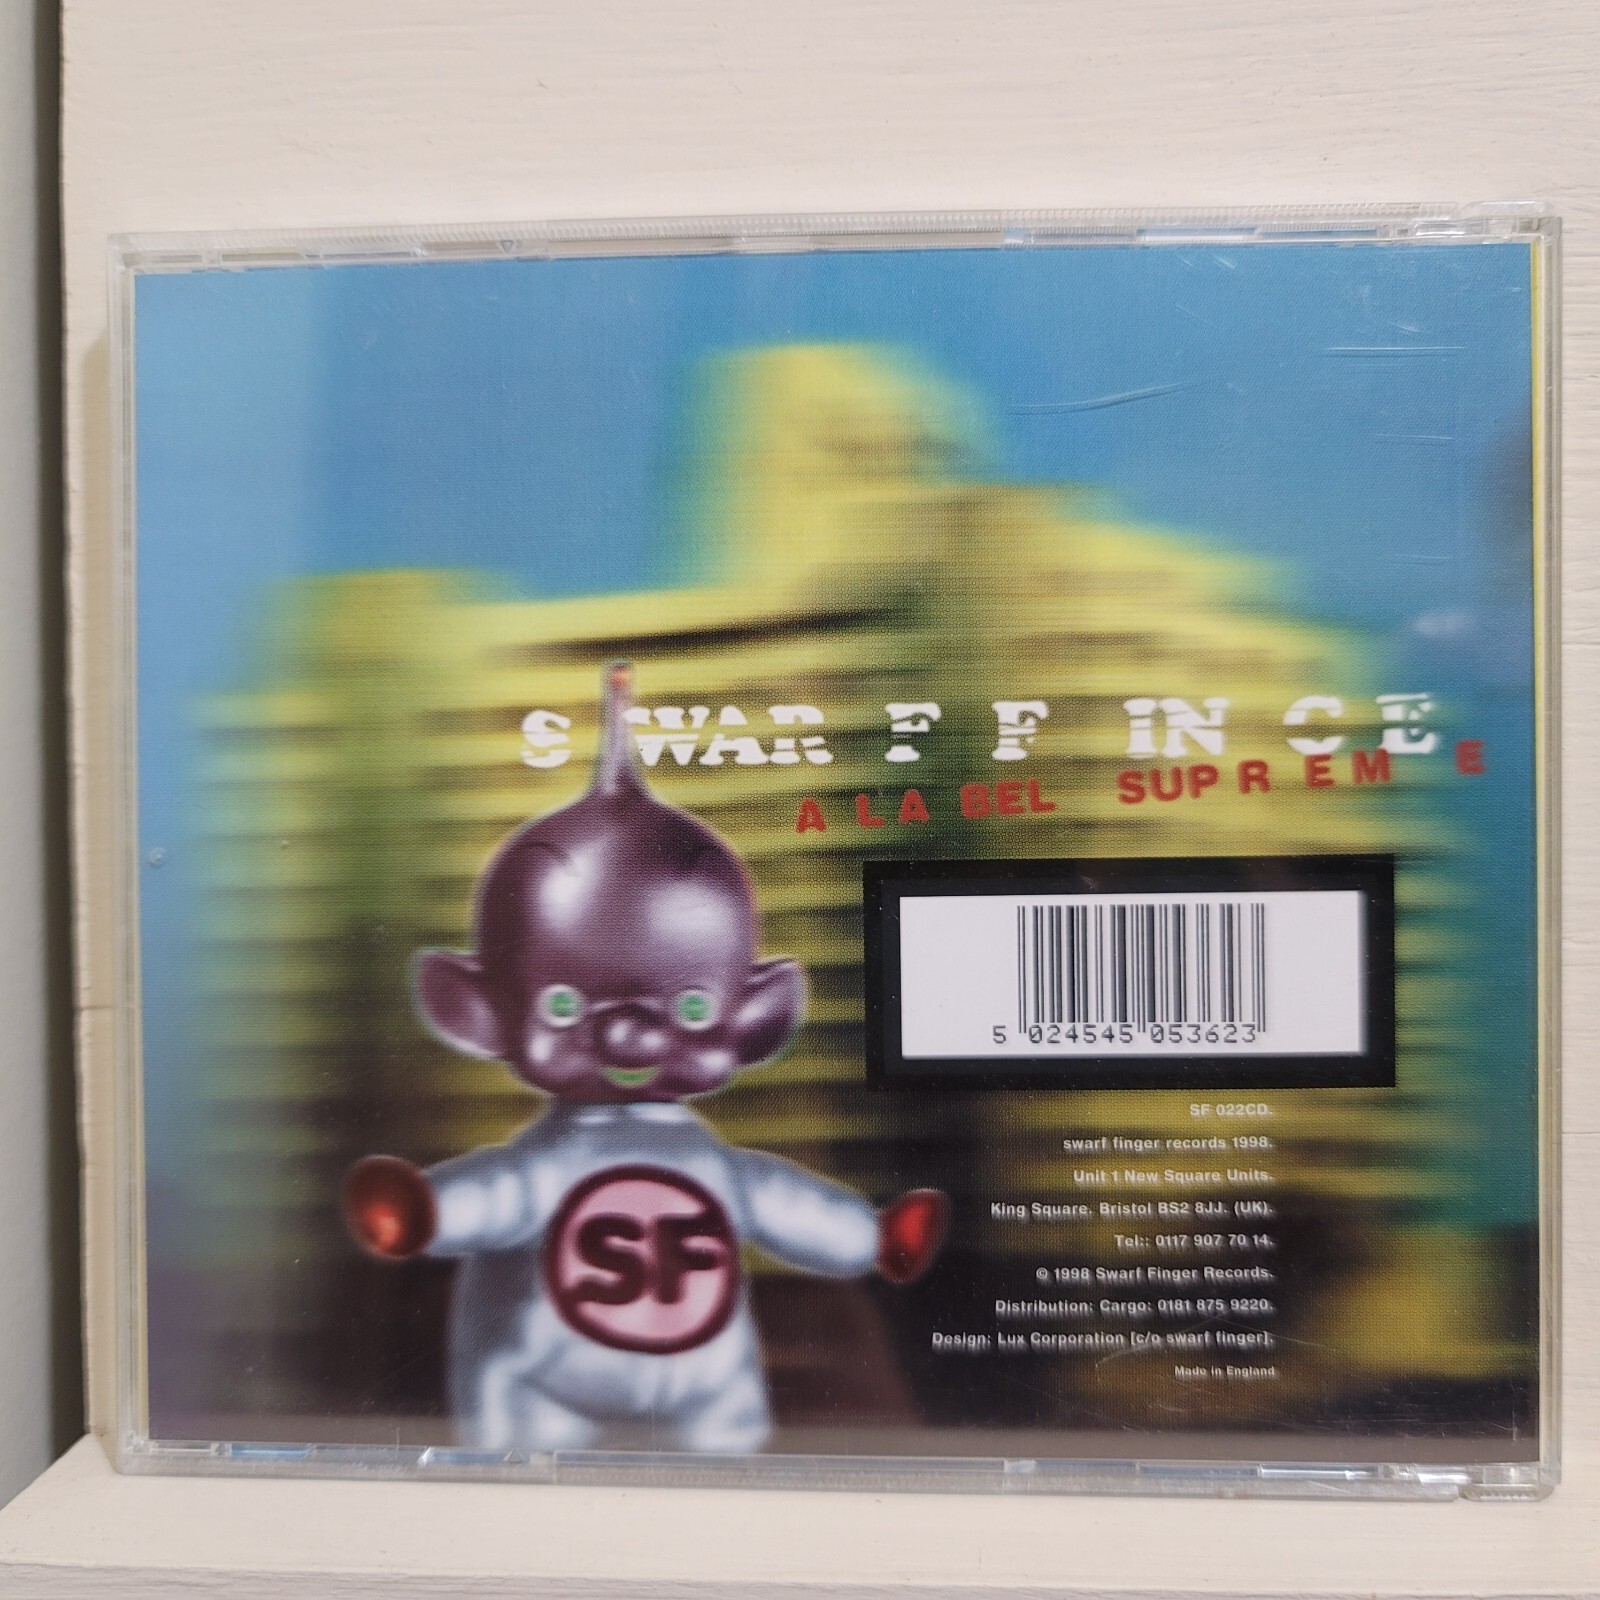 S WAR F F IN C E
A LA BEL SUPR EM E
5 024545 053623
SF 022CD.
swarf finger records 1998.
Unit 1 New Square Units.
King Square. Bristol BS2 8JJ. (UK).
Tel:: 0117 907 70 14.
© 1998 Swarf Finger Records.
Distribution: Cargo: 0181 875 9220.
Design: Lux Corporation [c/o swarf finger].
Made in England
SF